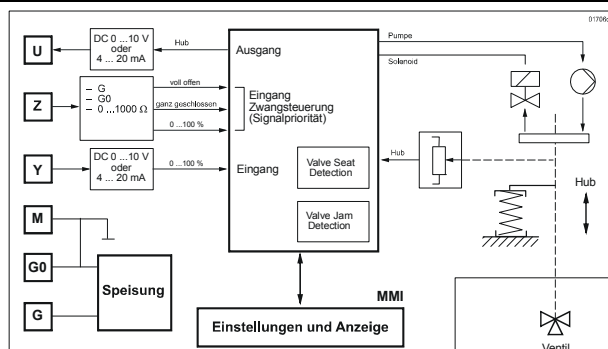 01706
U
DC 0 ...10 V
oder
4 ... 20 mA
Hub
Ausgang
Pumpe
Solenoid
Z
– G
– G0
– 0 ...1000 Ω
voll offen
ganz geschlossen
0 ...100 %
Eingang
Zwangsteuerung
(Signalpriorität)
Y
DC 0 ...10 V
oder
4 ... 20 mA
0 ...100 %
Eingang
Valve Seat
Detection
Valve Jam
Detection
Hub
Hub
M
G0
G
Speisung
MMI
Einstellungen und Anzeige
Ventil